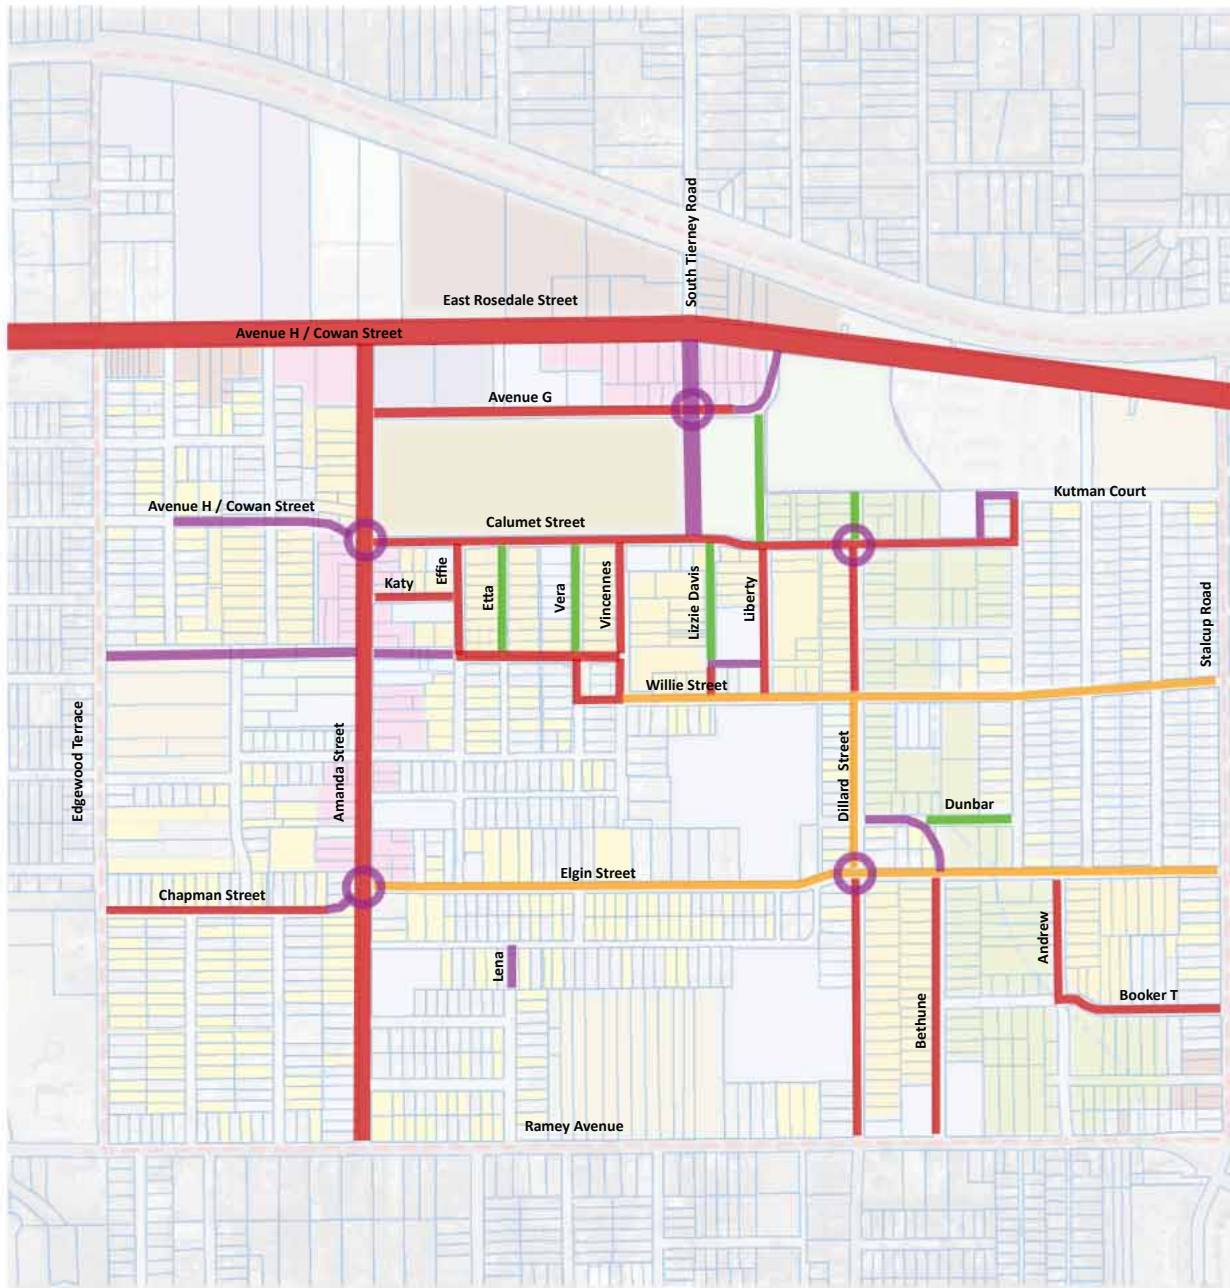 South Tierney Road
East Rosedale Street
Avenue H / Cowan Street
Avenue G
Kutman Court
Avenue H / Cowan Street
Calumet Street
Katy
Effie
Etta
Vera
Vincennes
Lizzie Davis
Liberty
Stalcup Road
Willie Street
Edgewood Terrace
Amanda Street
Dillard Street
Dunbar
Elgin Street
Chapman Street
Lena
Andrew
Bethune
Booker T
Ramey Avenue